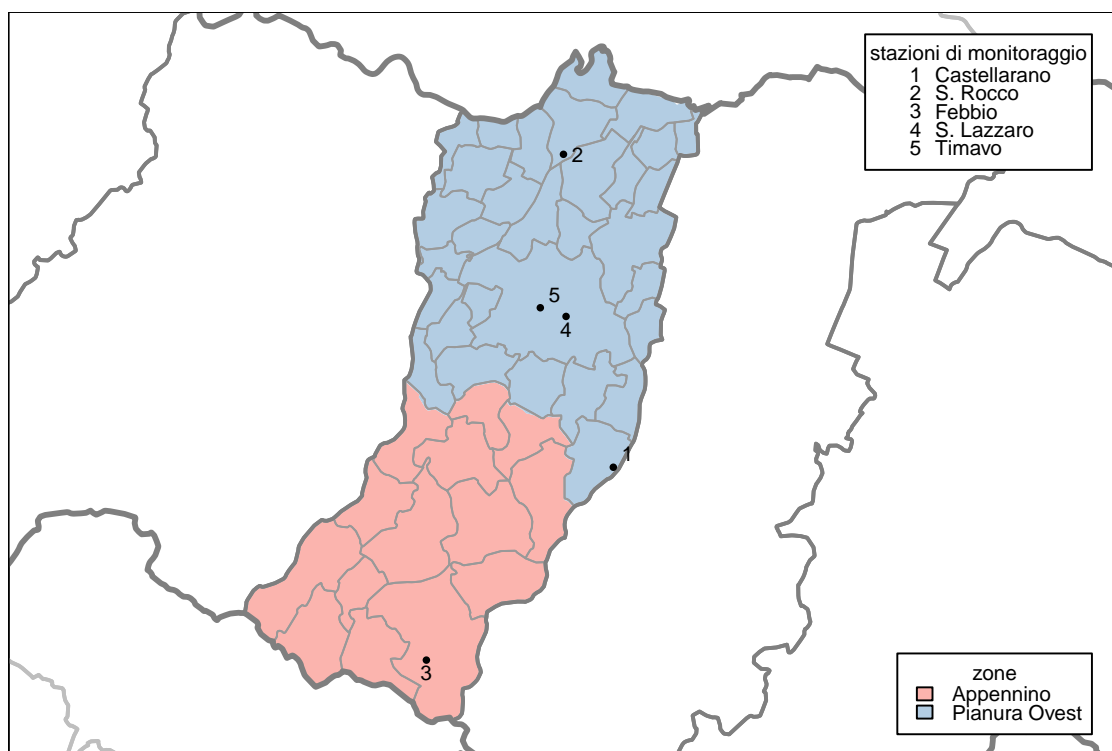 stazioni di monitoraggio
1 Castellarano
2 S. Rocco
3 Febbio
4 S. Lazzaro
5 Timavo
2
5
4
1
3
zone
Appennino
Pianura Ovest